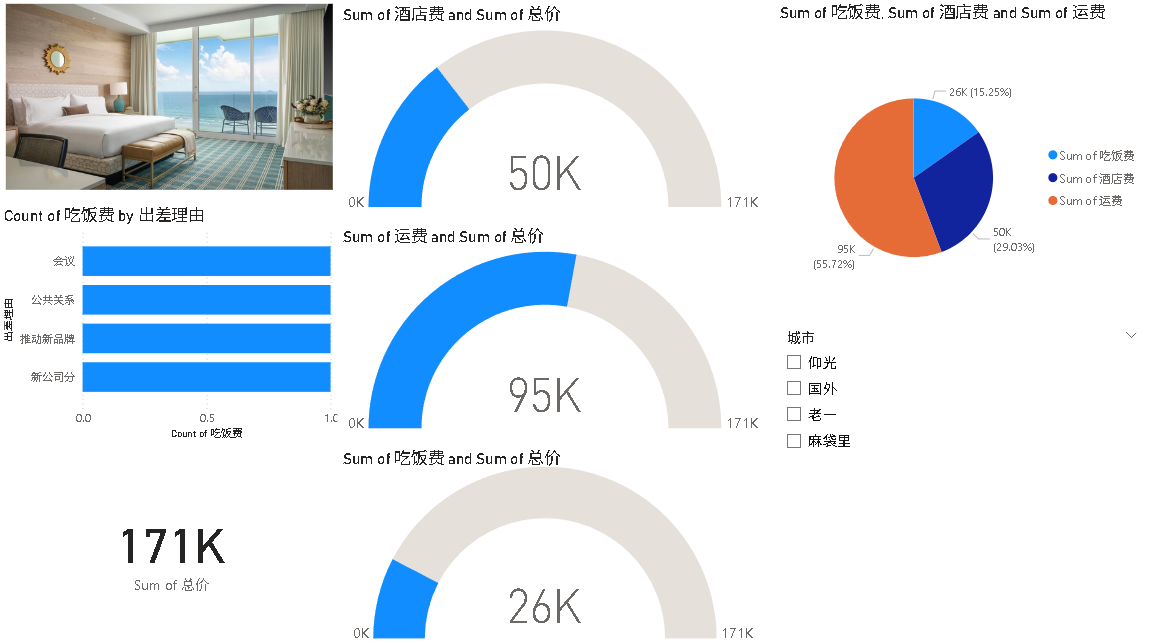 Count of 吃饭费 by 出差理由
出差理由
会议
公共关系
推动新品牌
新公司分
0.0
0.5
1.0
Count of 吃饭费
171K
Sum of 总价
Sum of 酒店费 and Sum of 总价
50K
0K
171K
Sum of 运费 and Sum of 总价
95K
0K
171K
Sum of 吃饭费 and Sum of 总价
26K
0K
171K
Sum of 吃饭费, Sum of 酒店费 and Sum of 运费
26K (15.25%)
50K
(29.03%)
95K
(55.72%)
Sum of 吃饭费
Sum of 酒店费
Sum of 运费
城市
仰光
国外
老一
麻袋里